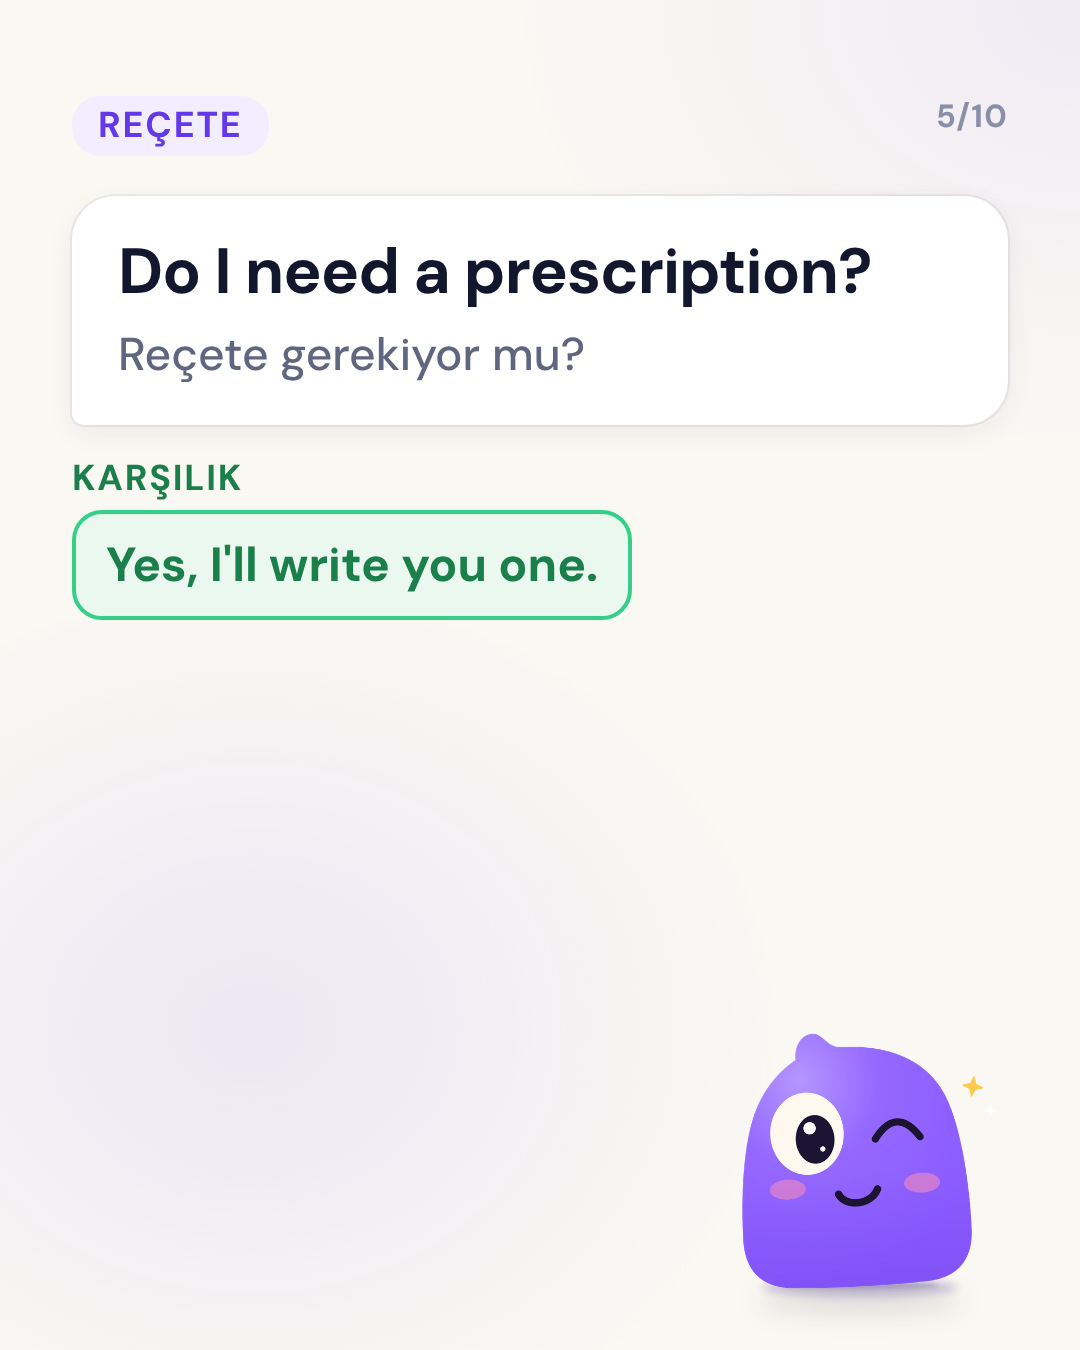 REÇETE
5/10
Do I need a prescription?
Reçete gerekiyor mu?
KARŞILIK
Yes, I'll write you one.